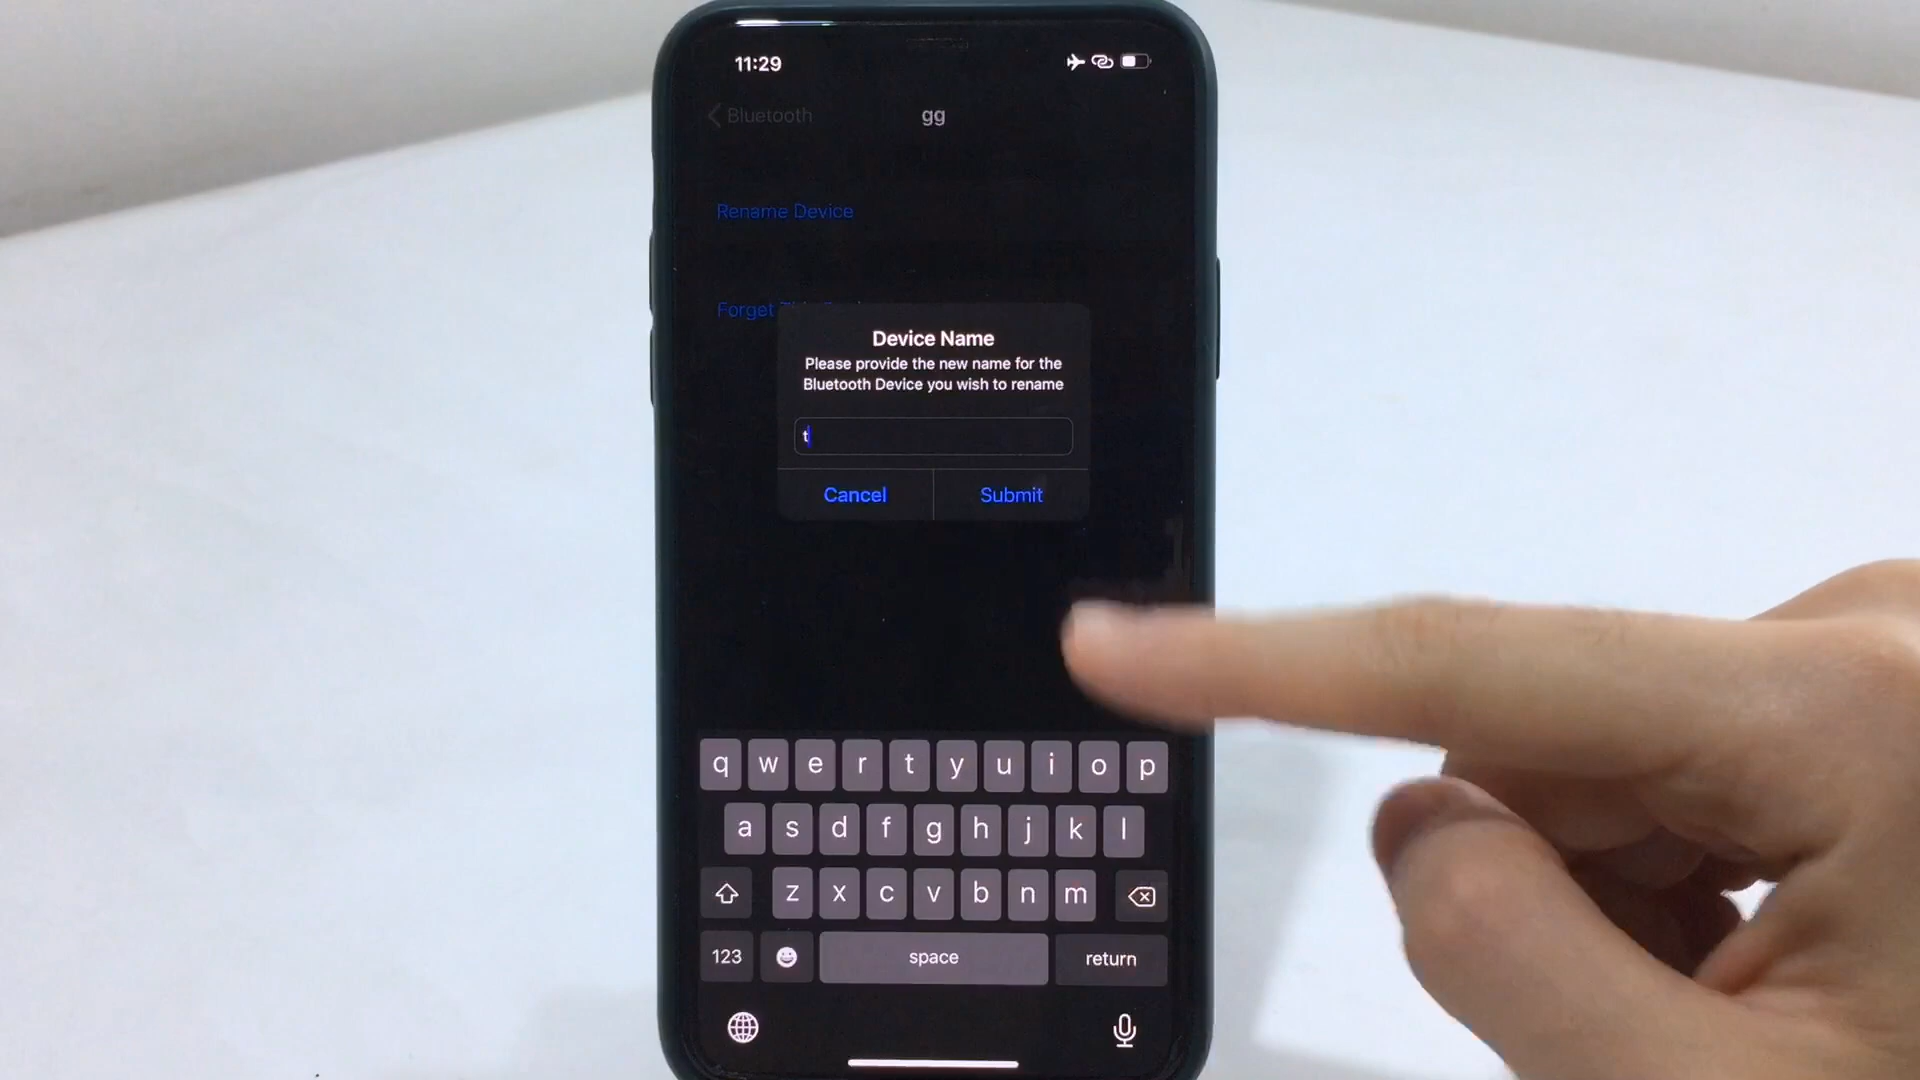 11:29
Bluetooth
gg
Rename Device
Forget
Device Name
Please provide the new name for the
Bluetooth Device you wish to rename
t
Cancel Submit
q w e r t y u i o p
a s d f g h j k l
z x c v b n m
123 space return